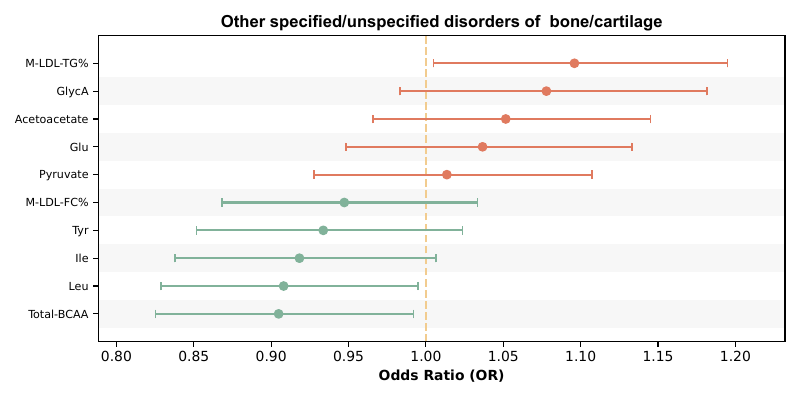 Other specified/unspecified disorders of  bone/cartilage
M-LDL-TG%
GlycA
Acetoacetate
Glu
Pyruvate
M-LDL-FC%
Tyr
Ile
Leu
Total-BCAA
0.80 0.85 0.90 0.95 1.00 1.05 1.10 1.15 1.20
Odds Ratio (OR)